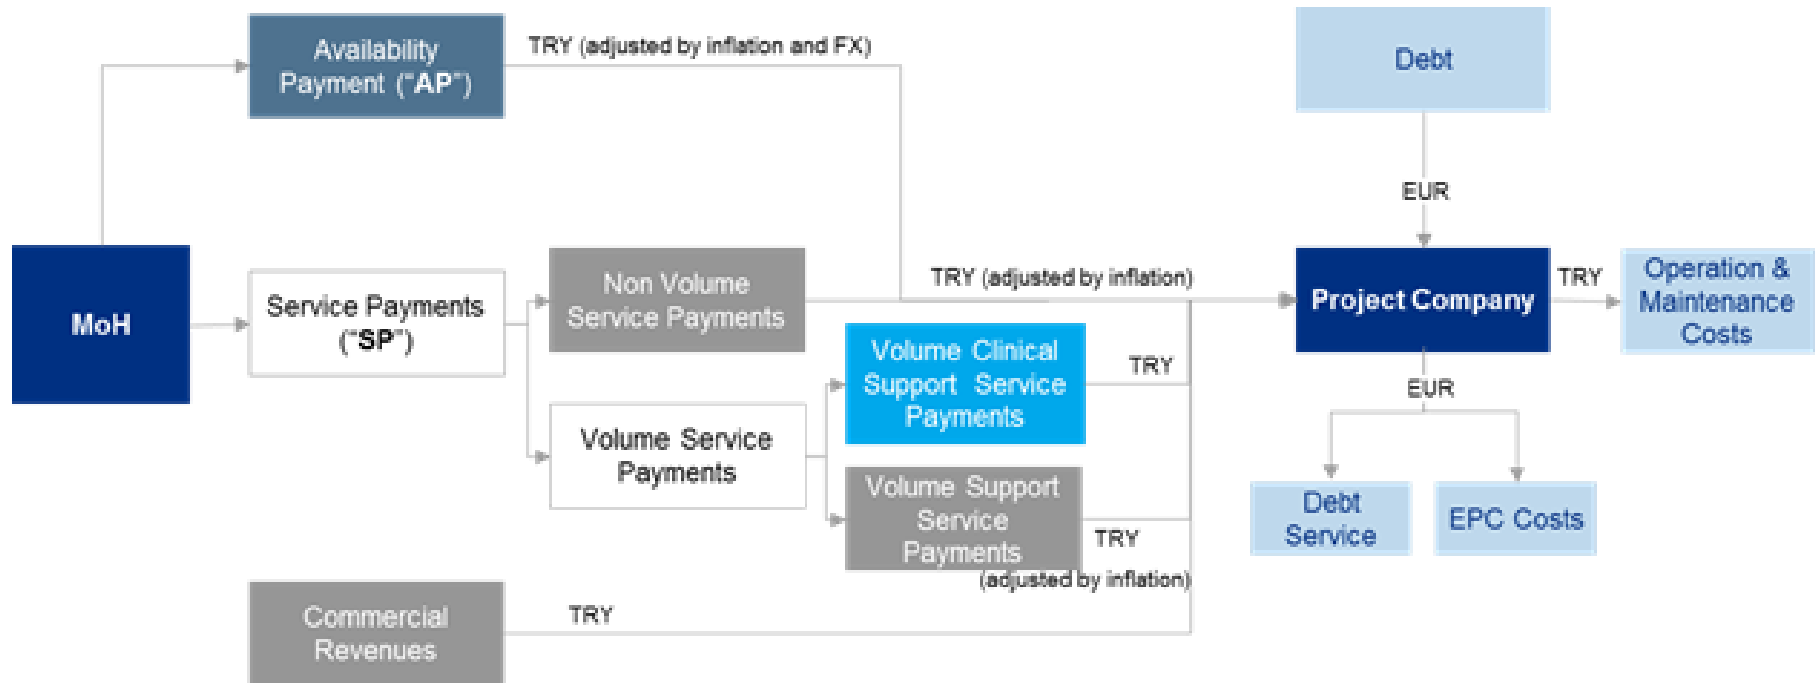 Availability
Payment ("AP")
TRY (adjusted by inflation and FX)
Debt
EUR
MoH
Service Payments
("SP")
Non Volume
Service Payments
TRY (adjusted by inflation)
Project Company
TRY
Operation &
Maintenance
Costs
Volume Clinical
Support Service
Payments
TRY
EUR
Volume Service
Payments
Volume Support
Service
Payments
TRY
(adjusted by inflation)
Debt
Service
EPC Costs
Commercial
Revenues
TRY